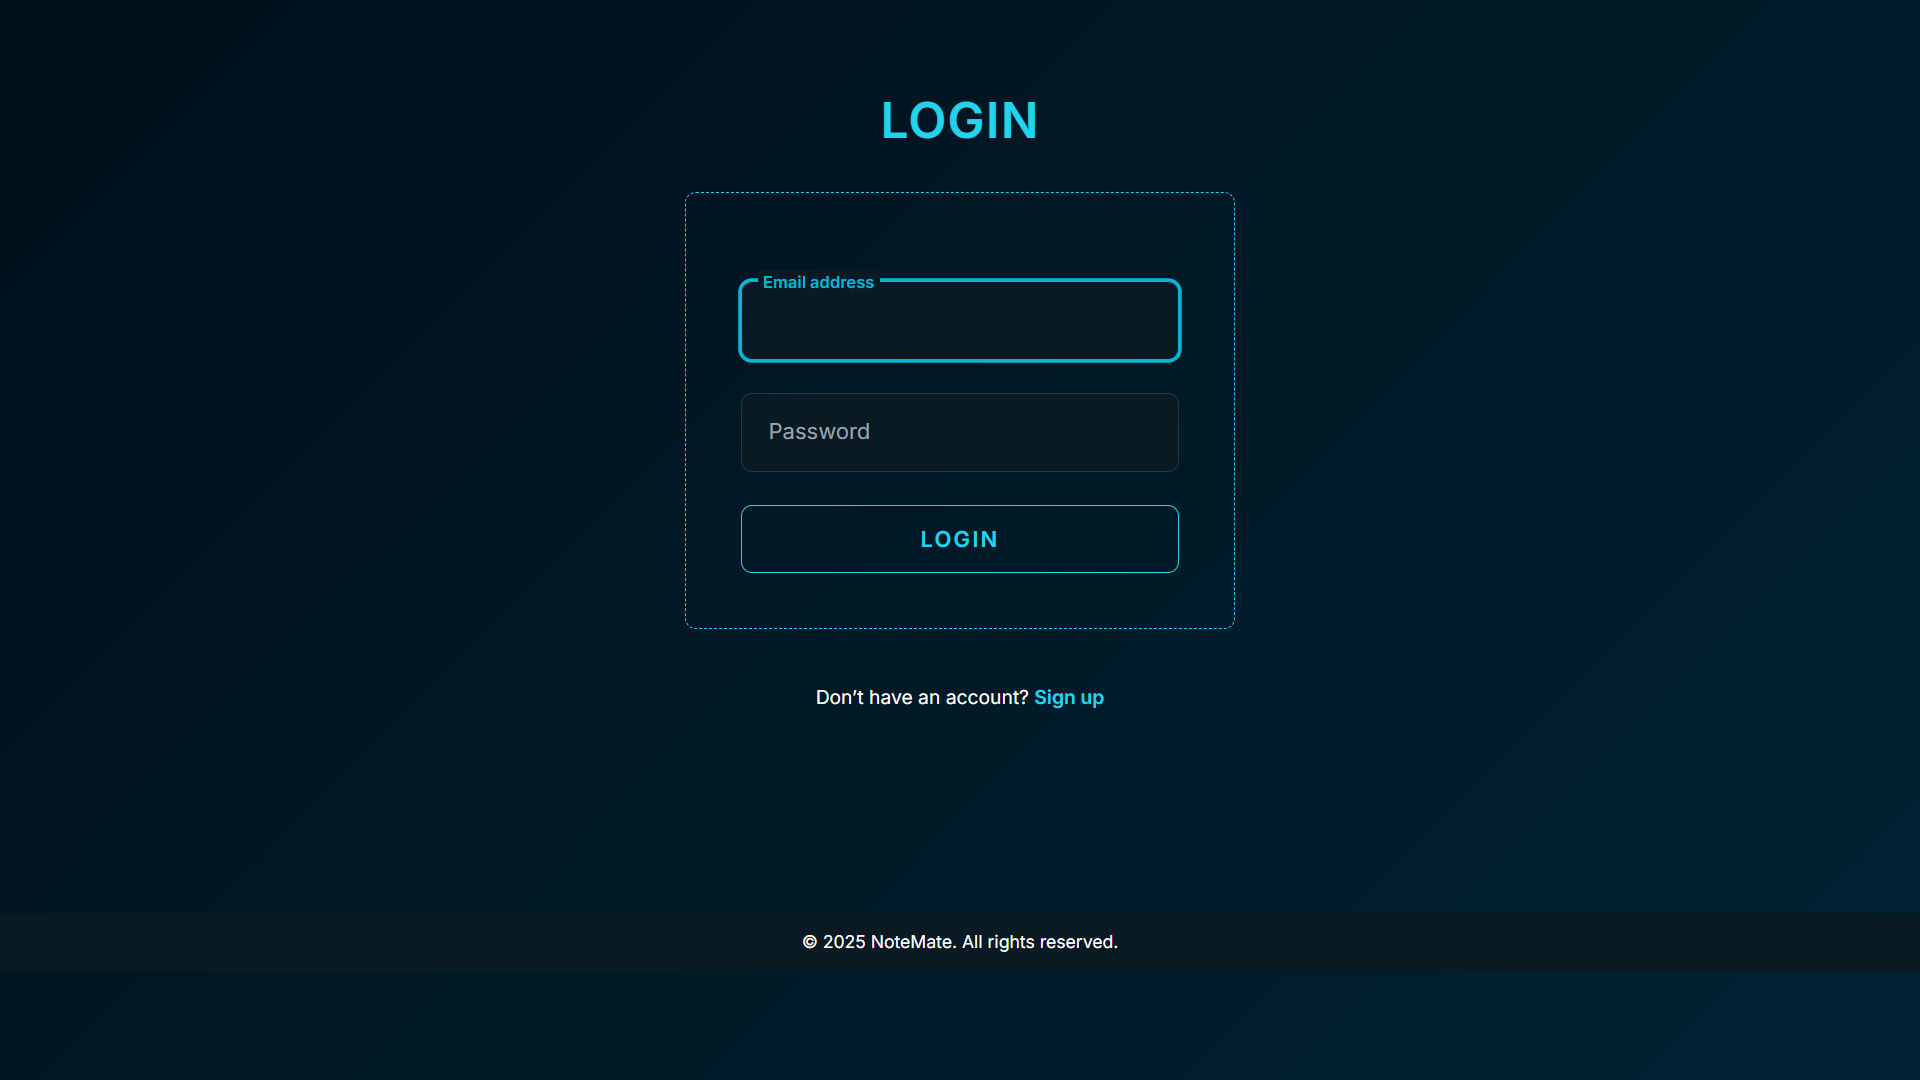 LOGIN
Email address
Password
LOGIN
Don’t have an account? Sign up
© 2025 NoteMate. All rights reserved.